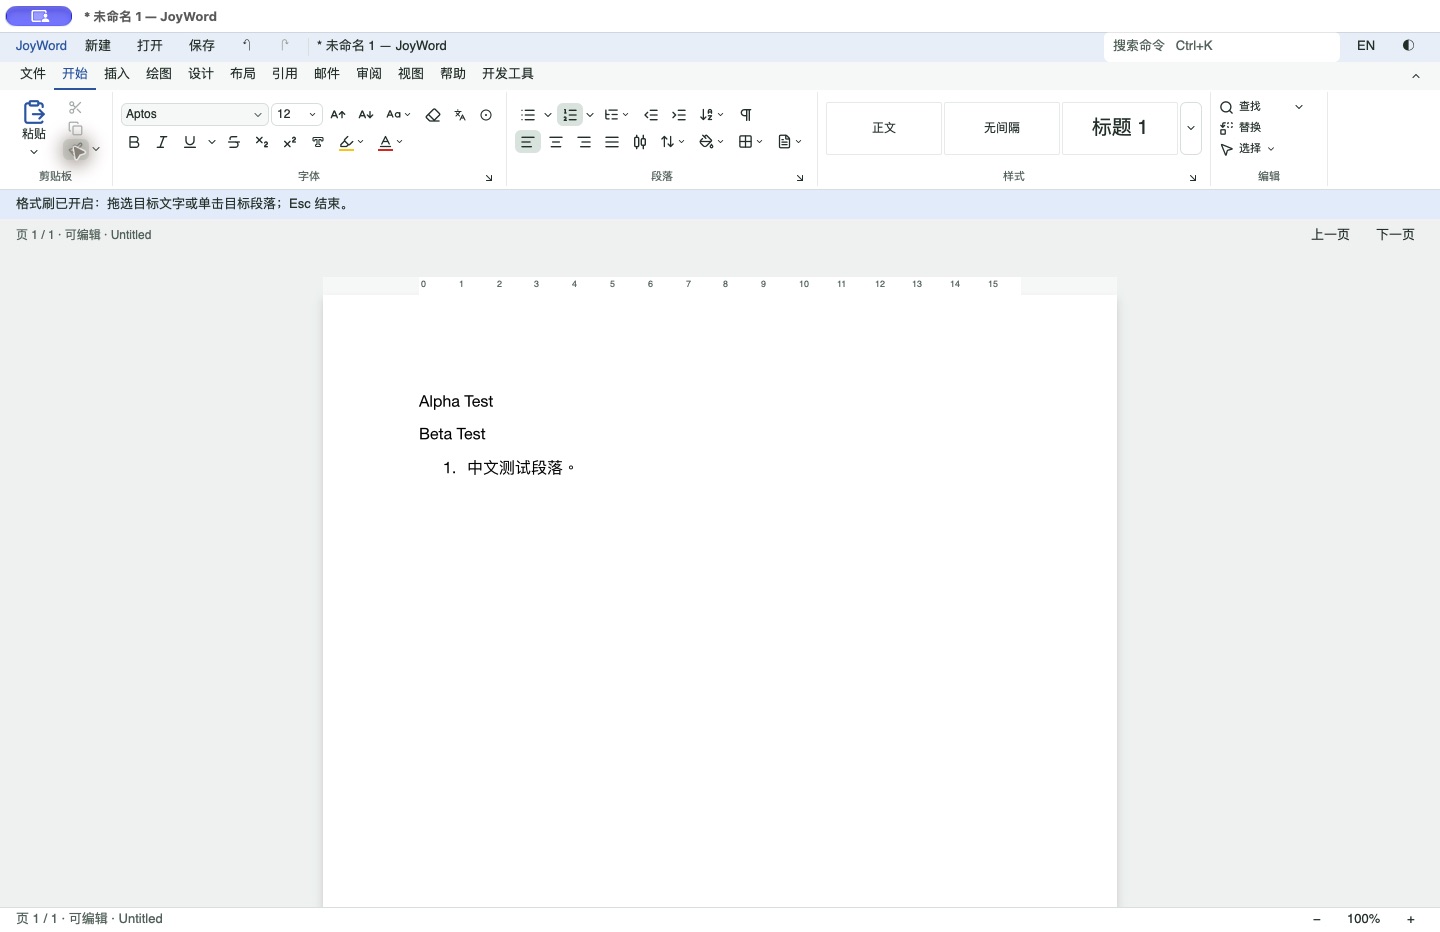 * 未命名 1 — JoyWord
JoyWord 新建 打开 保存 * 未命名 1 — JoyWord 搜索命令 Ctrl+K EN
文件 开始 插入 绘图 设计 布局 引用 邮件 审阅 视图 帮助 开发工具
粘贴
剪贴板
Aptos 12
字体
段落
正文 无间隔 标题 1
样式
查找
替换
选择
编辑
格式刷已开启：拖选目标文字或单击目标段落；Esc 结束。
页 1 / 1 · 可编辑 · Untitled 上一页 下一页
0 1 2 3 4 5 6 7 8 9 10 11 12 13 14 15
Alpha Test
Beta Test
1. 中文测试段落。
页 1 / 1 · 可编辑 · Untitled − 100% +